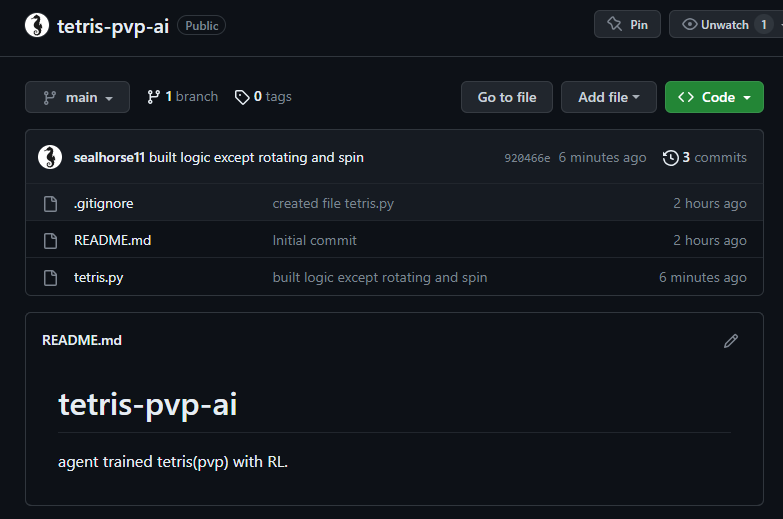 tetris-pvp-ai Public Pin Unwatch 1
main 1 branch 0 tags Go to file Add file <> Code
sealhorse11 built logic except rotating and spin 920466e 6 minutes ago 3 commits
.gitignore created file tetris.py 2 hours ago
README.md Initial commit 2 hours ago
tetris.py built logic except rotating and spin 6 minutes ago
README.md
tetris-pvp-ai
agent trained tetris(pvp) with RL.